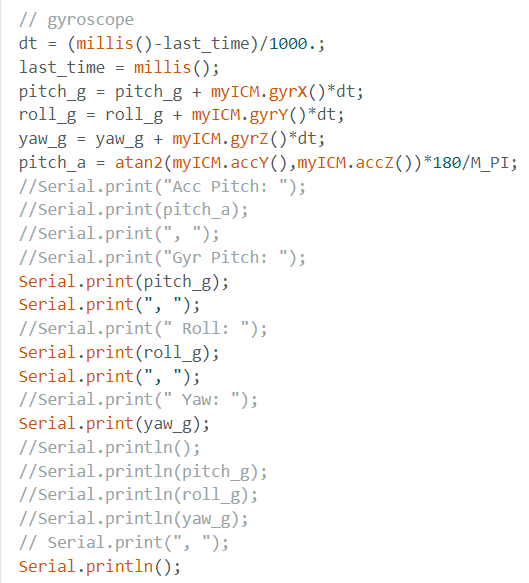 // gyroscope
dt = (millis()-last_time)/1000.;
last_time = millis();
pitch_g = pitch_g + myICM.gyrX()*dt;
roll_g = roll_g + myICM.gyrY()*dt;
yaw_g = yaw_g + myICM.gyrZ()*dt;
pitch_a = atan2(myICM.accY(),myICM.accZ())*180/M_PI;
//Serial.print("Acc Pitch: ");
//Serial.print(pitch_a);
//Serial.print(", ");
//Serial.print("Gyr Pitch: ");
Serial.print(pitch_g);
Serial.print(", ");
//Serial.print(" Roll: ");
Serial.print(roll_g);
Serial.print(", ");
//Serial.print(" Yaw: ");
Serial.print(yaw_g);
//Serial.println();
//Serial.println(pitch_g);
//Serial.println(roll_g);
//Serial.println(yaw_g);
// Serial.print(", ");
Serial.println();